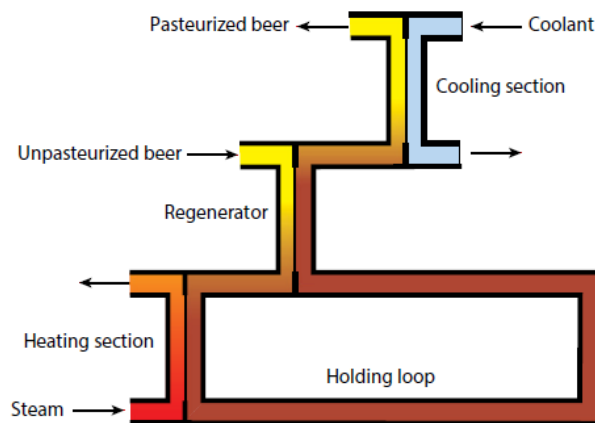 Pasteurized beer
Coolant
Cooling section
Unpasteurized beer
Regenerator
Heating section
Holding loop
Steam